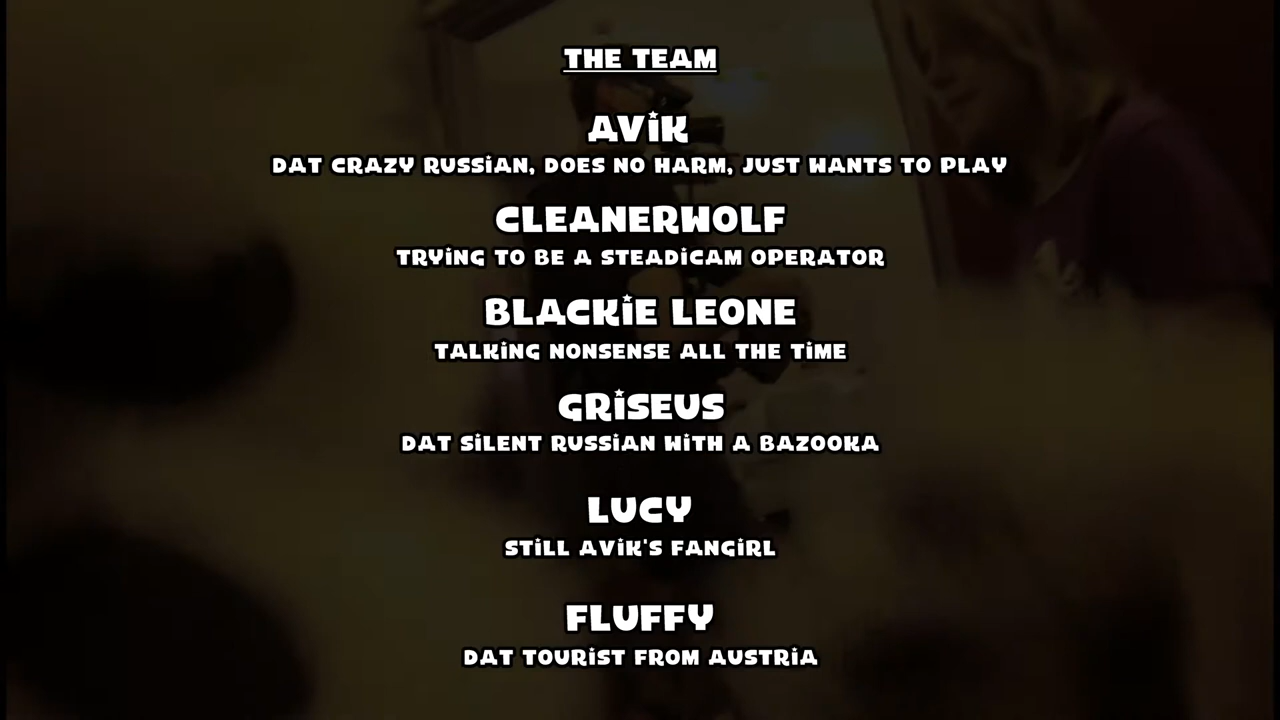 THE TEAM
AViK
DAT CRAZY RUSSiAN, DOES NO HARM, JUST WANTS TO PLAY
CLEANERWOLF
TRYiNG TO BE A STEADiCAM OPERATOR
BLACKiE LEONE
TALKiNG NONSENSE ALL THE TiME
GRiSEUS
DAT SiLENT RUSSiAN WiTH A BAZOOKA
LUCY
STiLL AViK'S FANGiRL
FLUFFY
DAT TOURiST FROM AUSTRiA